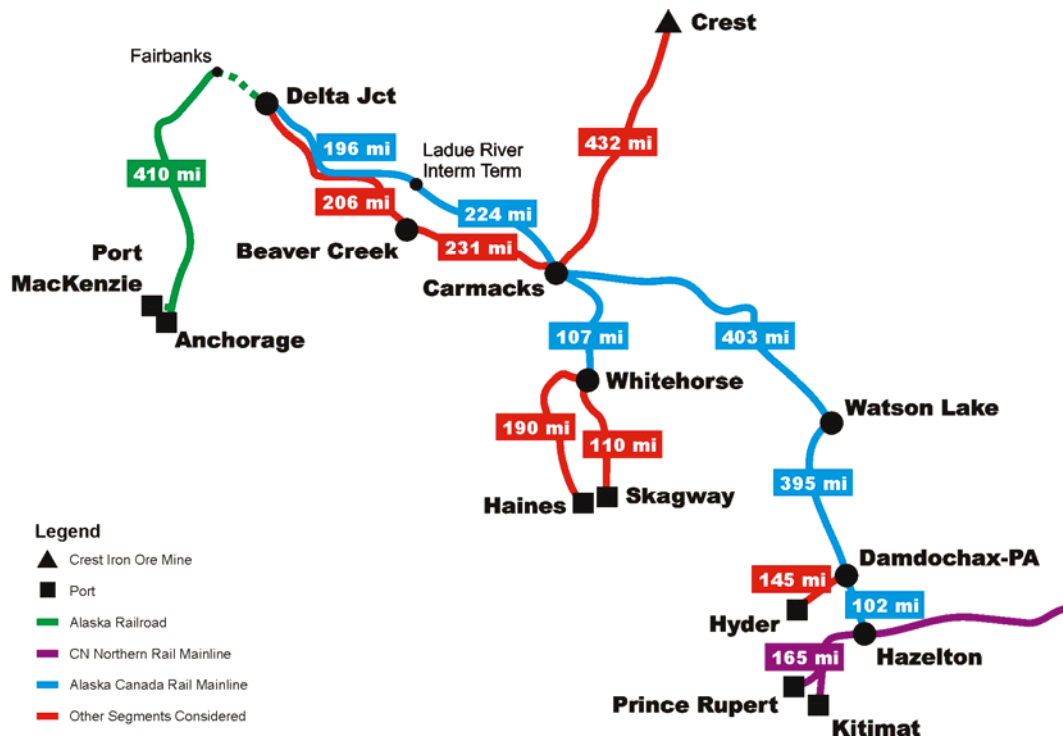 Crest
Fairbanks
Delta Jct
432 mi
196 mi
Ladue River
Interm Term
410 mi
206 mi
224 mi
Port
MacKenzie
Beaver Creek
231 mi
Carmacks
Anchorage
107 mi
403 mi
Whitehorse
Watson Lake
190 mi
110 mi
395 mi
Haines
Skagway
Legend
Crest Iron Ore Mine
Port
Alaska Railroad
CN Northern Rail Mainline
Alaska Canada Rail Mainline
Other Segments Considered
Damdochax-PA
145 mi
102 mi
Hyder
Hazelton
165 mi
Prince Rupert
Kitimat